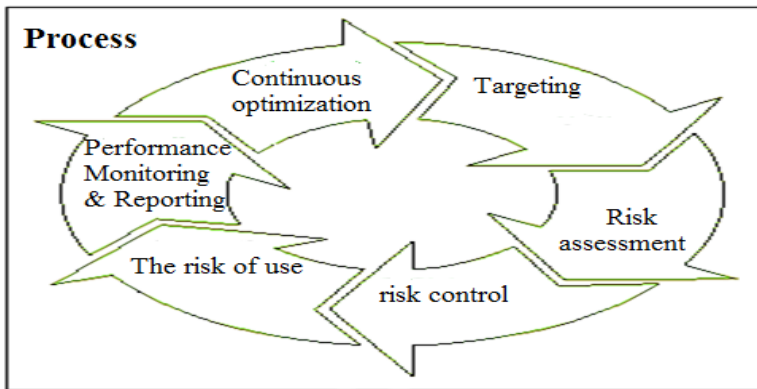 Process
Continuous
optimization
Targeting
Performance
Monitoring
& Reporting
Risk
assessment
The risk of use
risk control